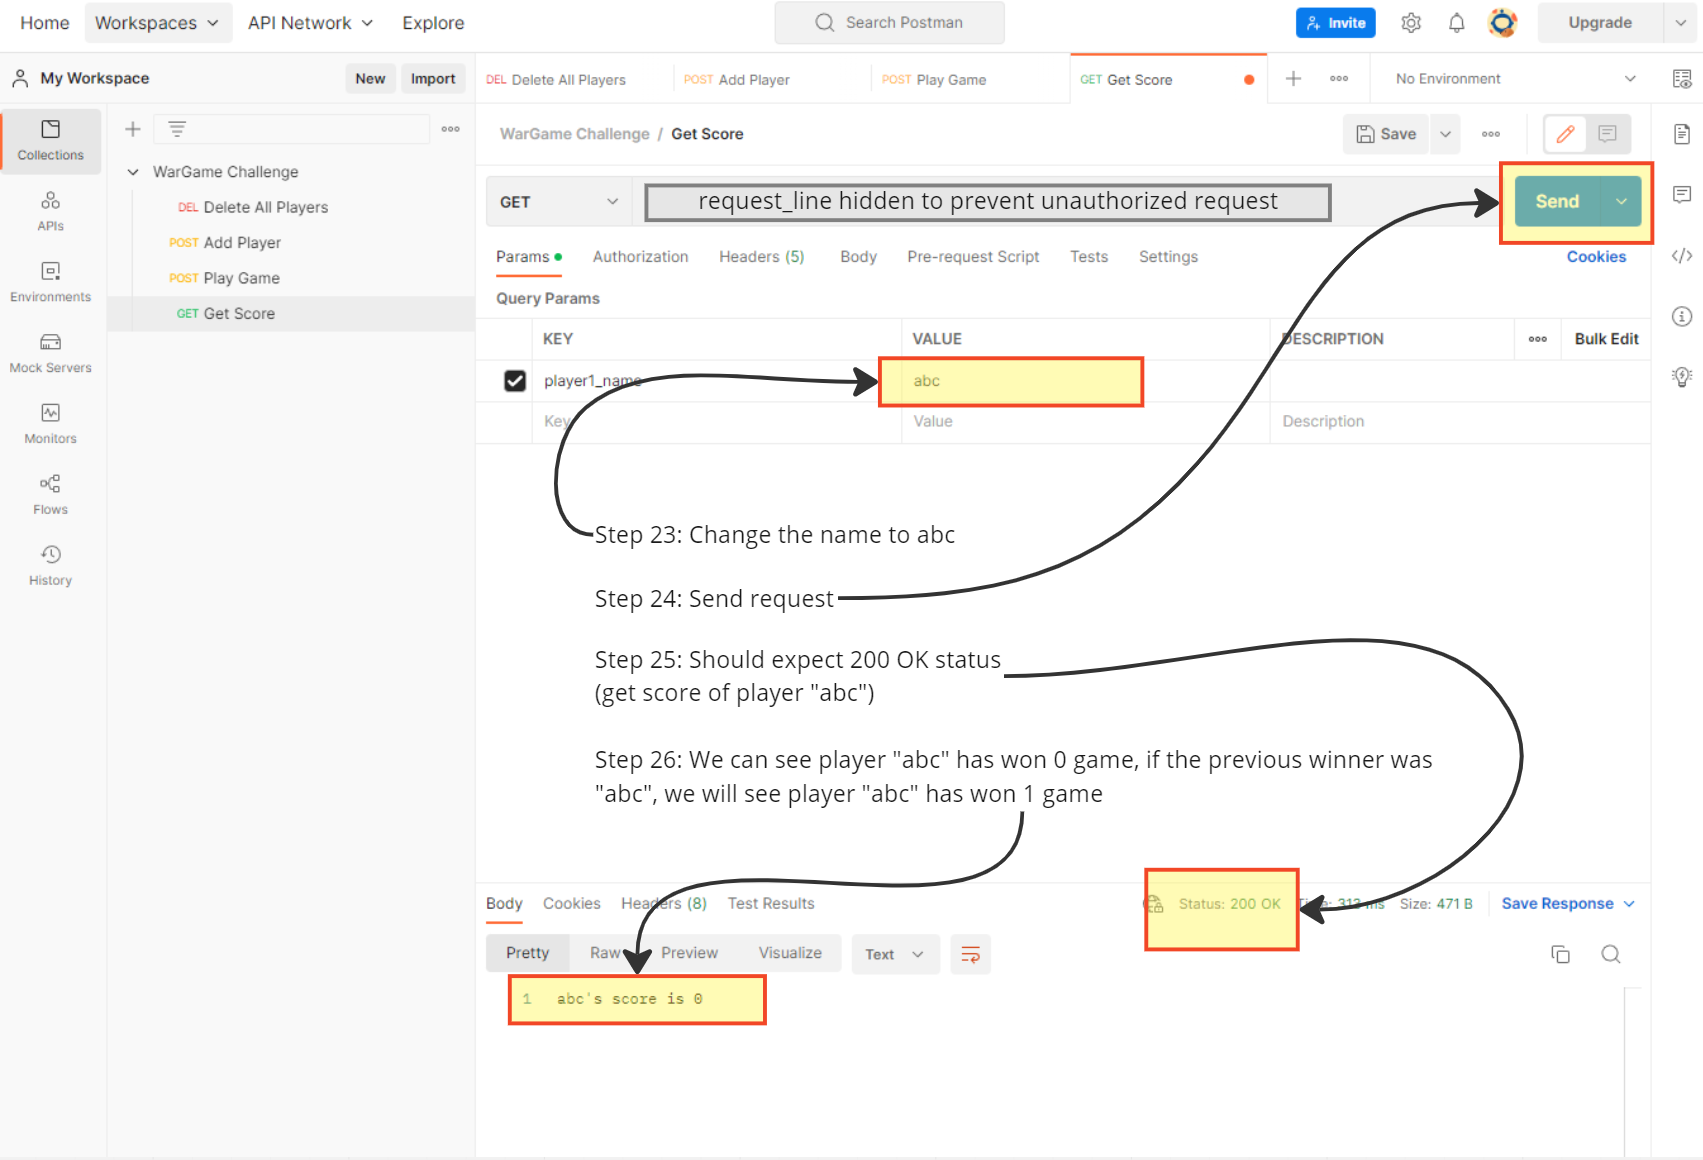 Home Workspaces API Network Explore Search Postman Invite Upgrade
My Workspace New Import DEL Delete All Players POST Add Player POST Play Game GET Get Score No Environment
Collections
APIs
Environments
Mock Servers
Monitors
Flows
History
WarGame Challenge
DEL Delete All Players
POST Add Player
POST Play Game
GET Get Score
WarGame Challenge / Get Score Save
GET request_line hidden to prevent unauthorized request Send
Params Authorization Headers (5) Body Pre-request Script Tests Settings Cookies
Query Params
KEY VALUE DESCRIPTION Bulk Edit
player1_name abc
Key Value Description
Step 23: Change the name to abc
Step 24: Send request
Step 25: Should expect 200 OK status
(get score of player "abc")
Step 26: We can see player "abc" has won 0 game, if the previous winner was
"abc", we will see player "abc" has won 1 game
Body Cookies Headers (8) Test Results Status: 200 OK Time: 313 ms Size: 471 B Save Response
Pretty Raw Preview Visualize Text
1 abc's score is 0